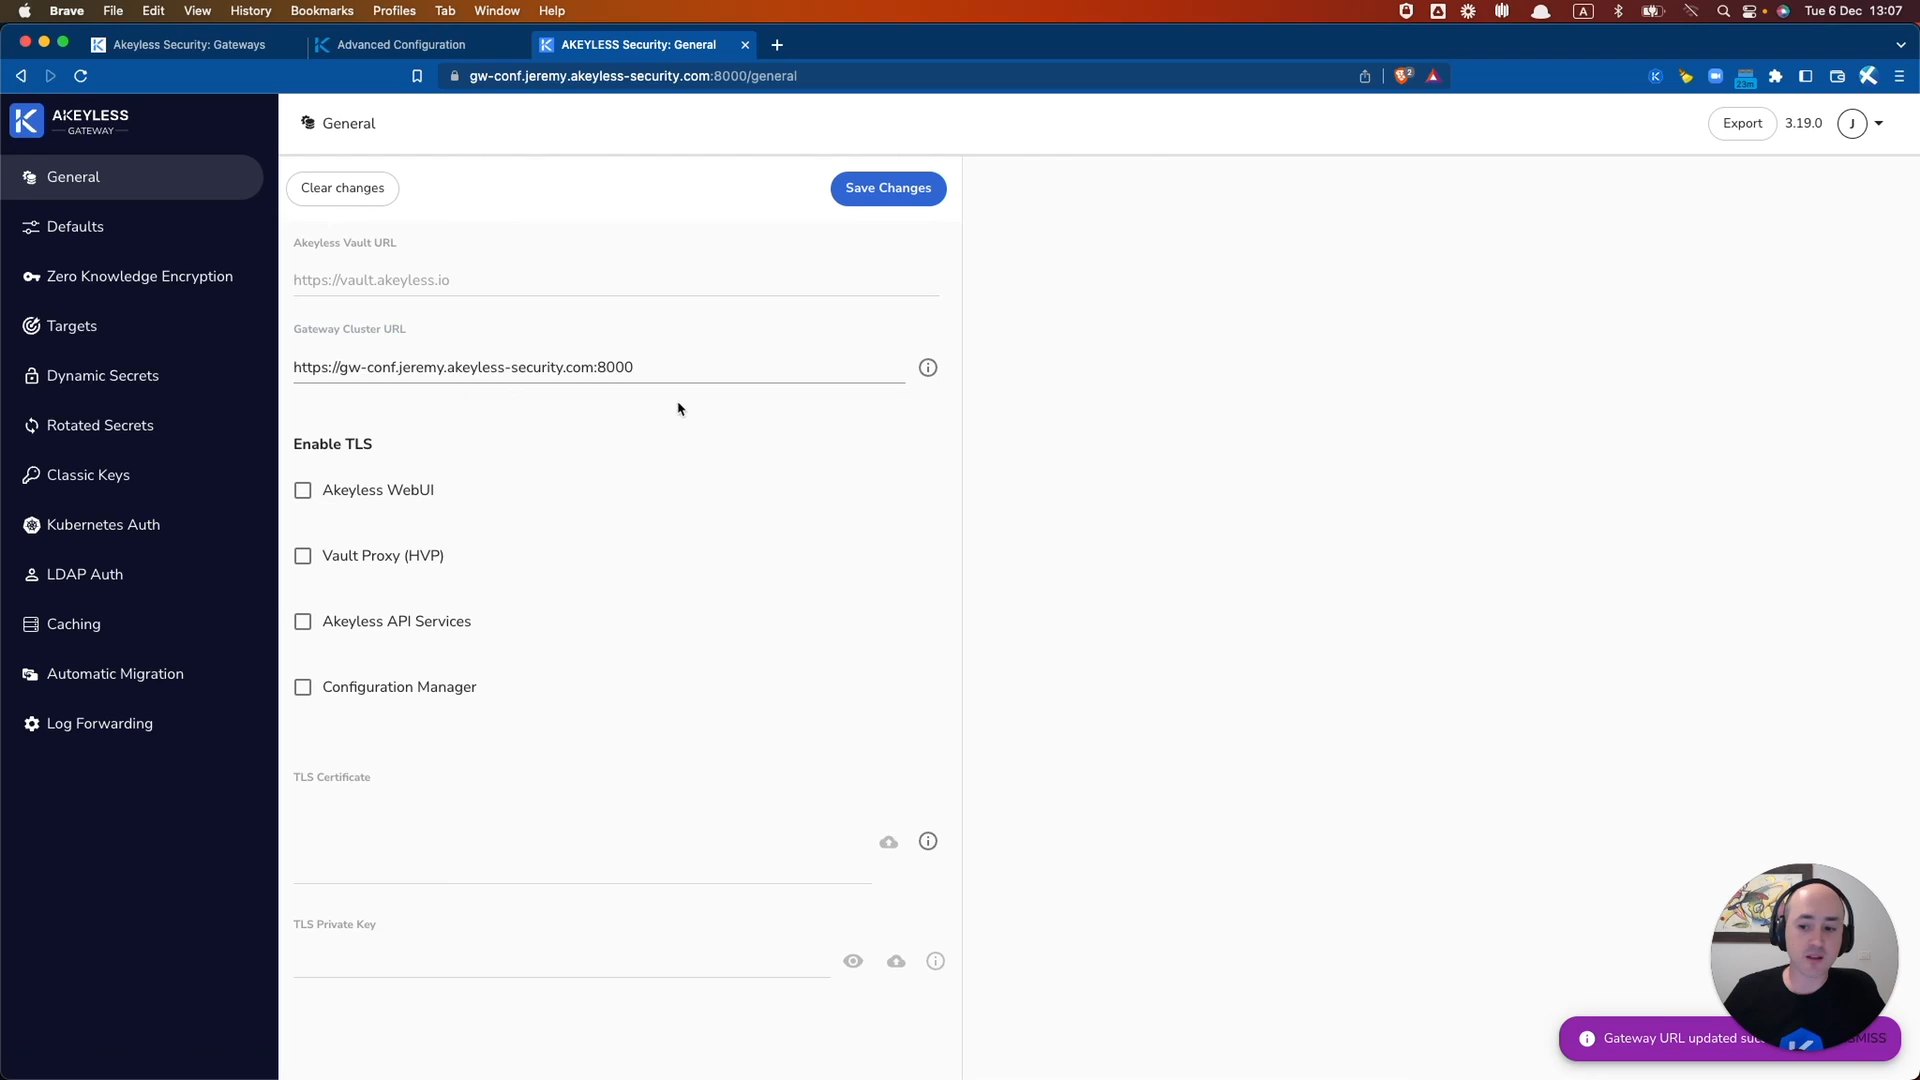 Brave File Edit View History Bookmarks Profiles Tab Window Help
A
Tue 6 Dec 13:07
Akeyless Security: Gateways
Advanced Configuration
AKEYLESS Security: General
gw-conf.jeremy.akeyless-security.com:8000/general
2
23m
AKEYLESS
GATEWAY
General
Export
3.19.0
J
General
Defaults
Zero Knowledge Encryption
Targets
Dynamic Secrets
Rotated Secrets
Classic Keys
Kubernetes Auth
LDAP Auth
Caching
Automatic Migration
Log Forwarding
Clear changes
Save Changes
Akeyless Vault URL
https://vault.akeyless.io
Gateway Cluster URL
https://gw-conf.jeremy.akeyless-security.com:8000
Enable TLS
Akeyless WebUI
Vault Proxy (HVP)
Akeyless API Services
Configuration Manager
TLS Certificate
TLS Private Key
Gateway URL updated